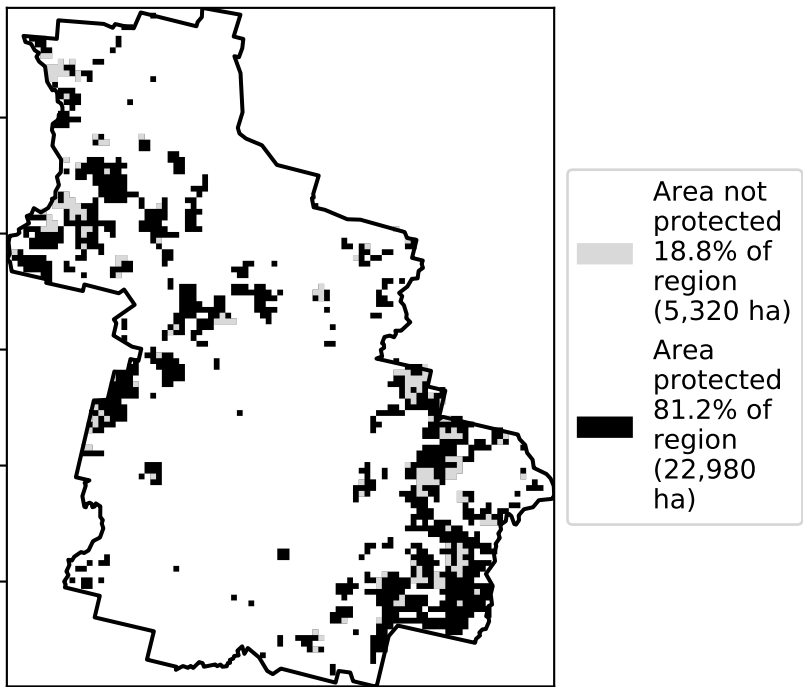 Area not
protected
18.8% of
region
(5,320 ha)
Area
protected
81.2% of
region
(22,980
ha)